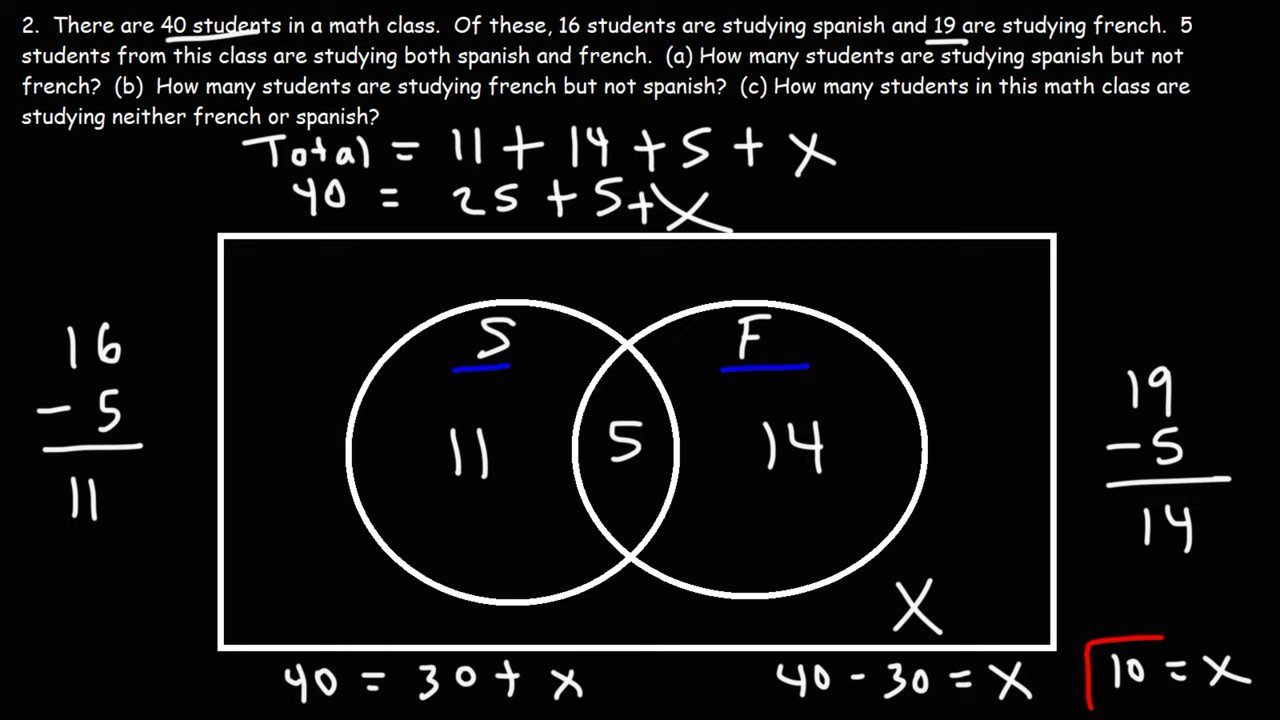 2. There are 40 students in a math class. Of these, 16 students are studying spanish and 19 are studying french. 5
students from this class are studying both spanish and french. (a) How many students are studying spanish but not
french? (b) How many students are studying french but not spanish? (c) How many students in this math class are
studying neither french or spanish?
Total = 11 + 14 + 5 + X
40 = 25 + 5 + X
S
F
16
- 5
11
11
5
14
19
- 5
14
X
40 = 30 + x
40 - 30 = X
10 = X